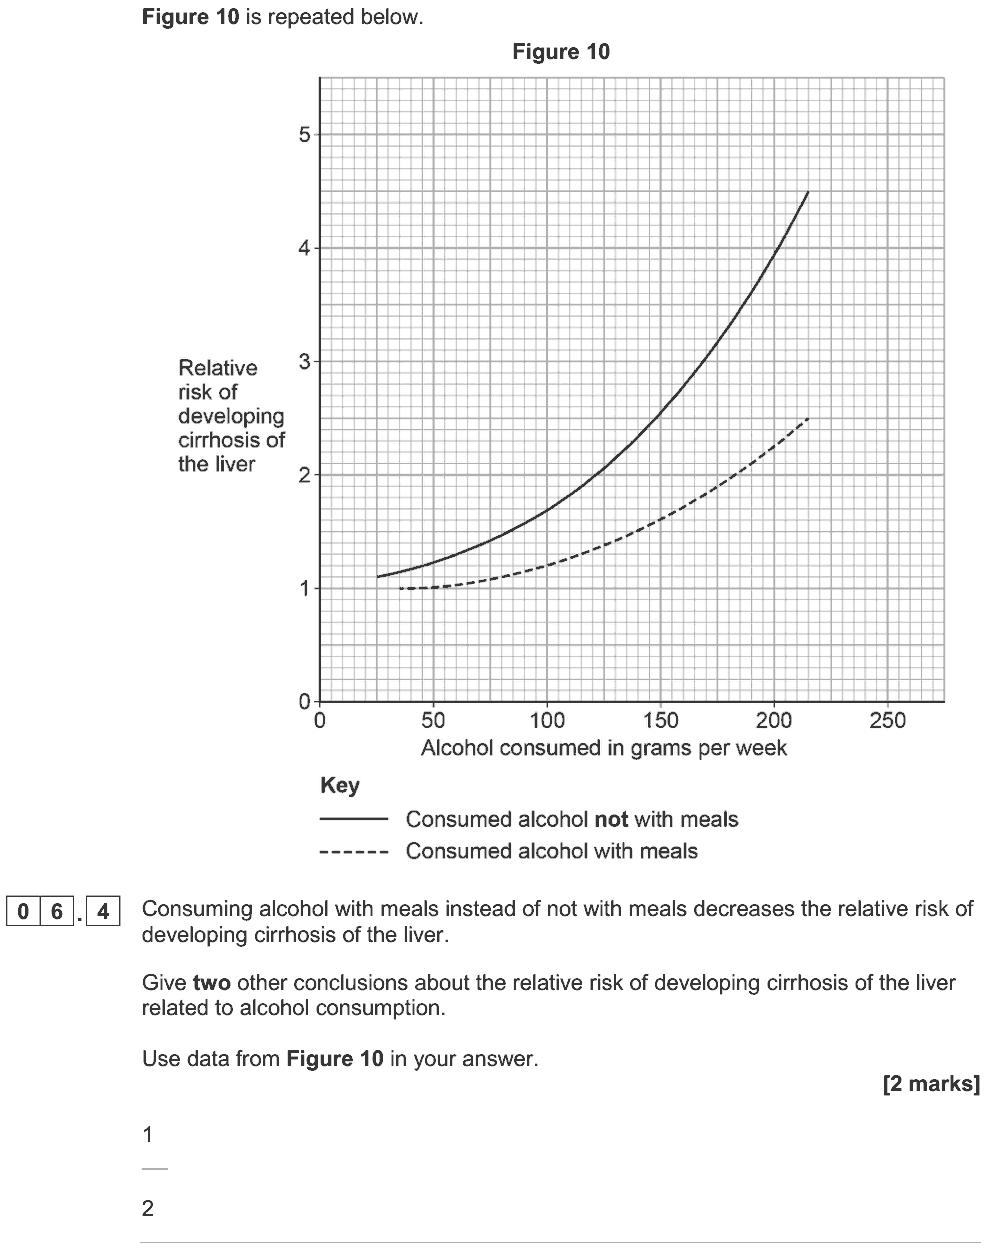 Figure 10 is repeated below.
Figure 10
5
4
3
2
1
0
Relative
risk of
developing
cirrhosis of
the liver
0 50 100 150 200 250
Alcohol consumed in grams per week
Key
Consumed alcohol not with meals
Consumed alcohol with meals
0 6 . 4 Consuming alcohol with meals instead of not with meals decreases the relative risk of
developing cirrhosis of the liver.
Give two other conclusions about the relative risk of developing cirrhosis of the liver
related to alcohol consumption.
Use data from Figure 10 in your answer.
[2 marks]
1
2